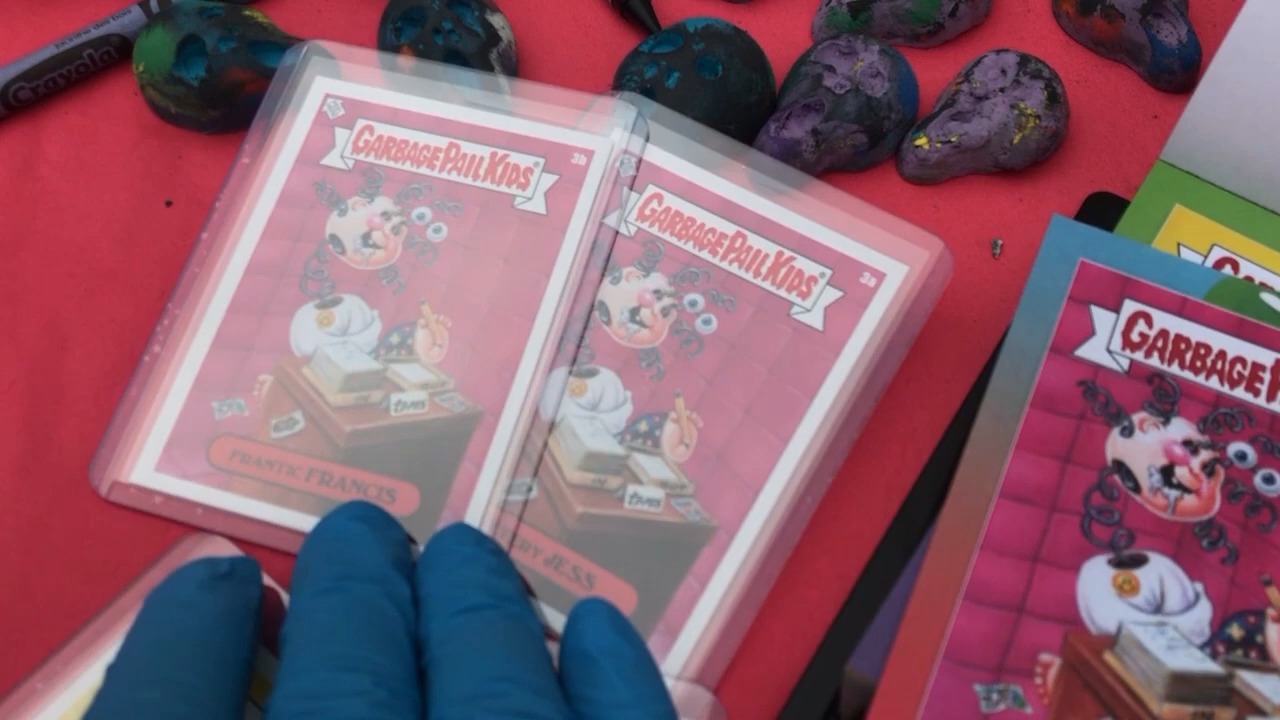 Crayola
GARBAGE PAIL KIDS
3b
FRANTIC FRANCIS
GARBAGE PAIL KIDS
3a
JESS
GARBAGE